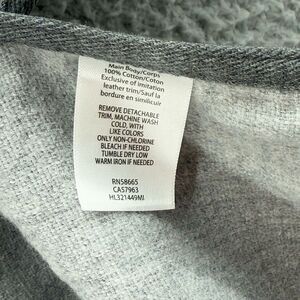 Main Body/Corps
100% Cotton/Coton
Exclusive of imitation
leather trim/Sauf la
bordure en similicuir
REMOVE DETACHABLE
TRIM, MACHINE WASH
COLD, WITH
LIKE COLORS
ONLY NON-CHLORINE
BLEACH IF NEEDED
TUMBLE DRY LOW
WARM IRON IF NEEDED
RN58665
CA57963
HL321449MI